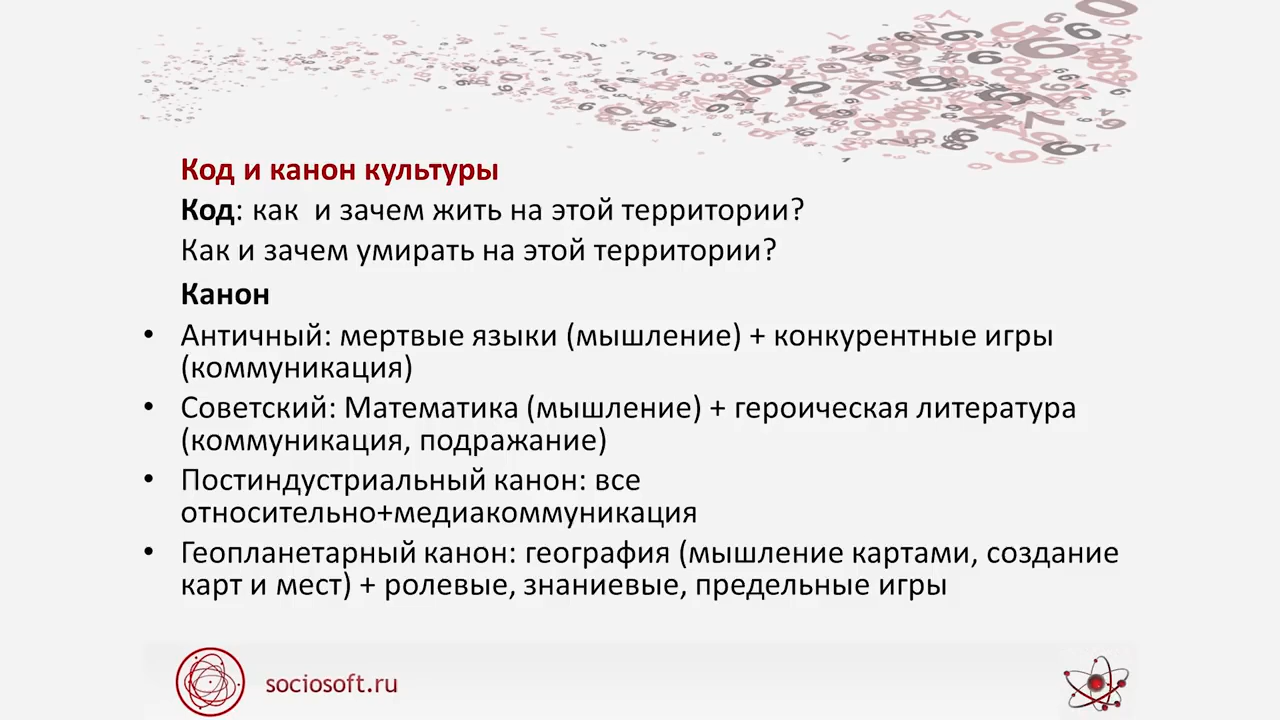 Код и канон культуры
Код: как и зачем жить на этой территории?
Как и зачем умирать на этой территории?
Канон
• Античный: мертвые языки (мышление) + конкурентные игры
(коммуникация)
• Советский: Математика (мышление) + героическая литература
(коммуникация, подражание)
• Постиндустриальный канон: все
относительно+медиакоммуникация
• Геопланетарный канон: география (мышление картами, создание
карт и мест) + ролевые, знаниевые, предельные игры
sociosoft.ru